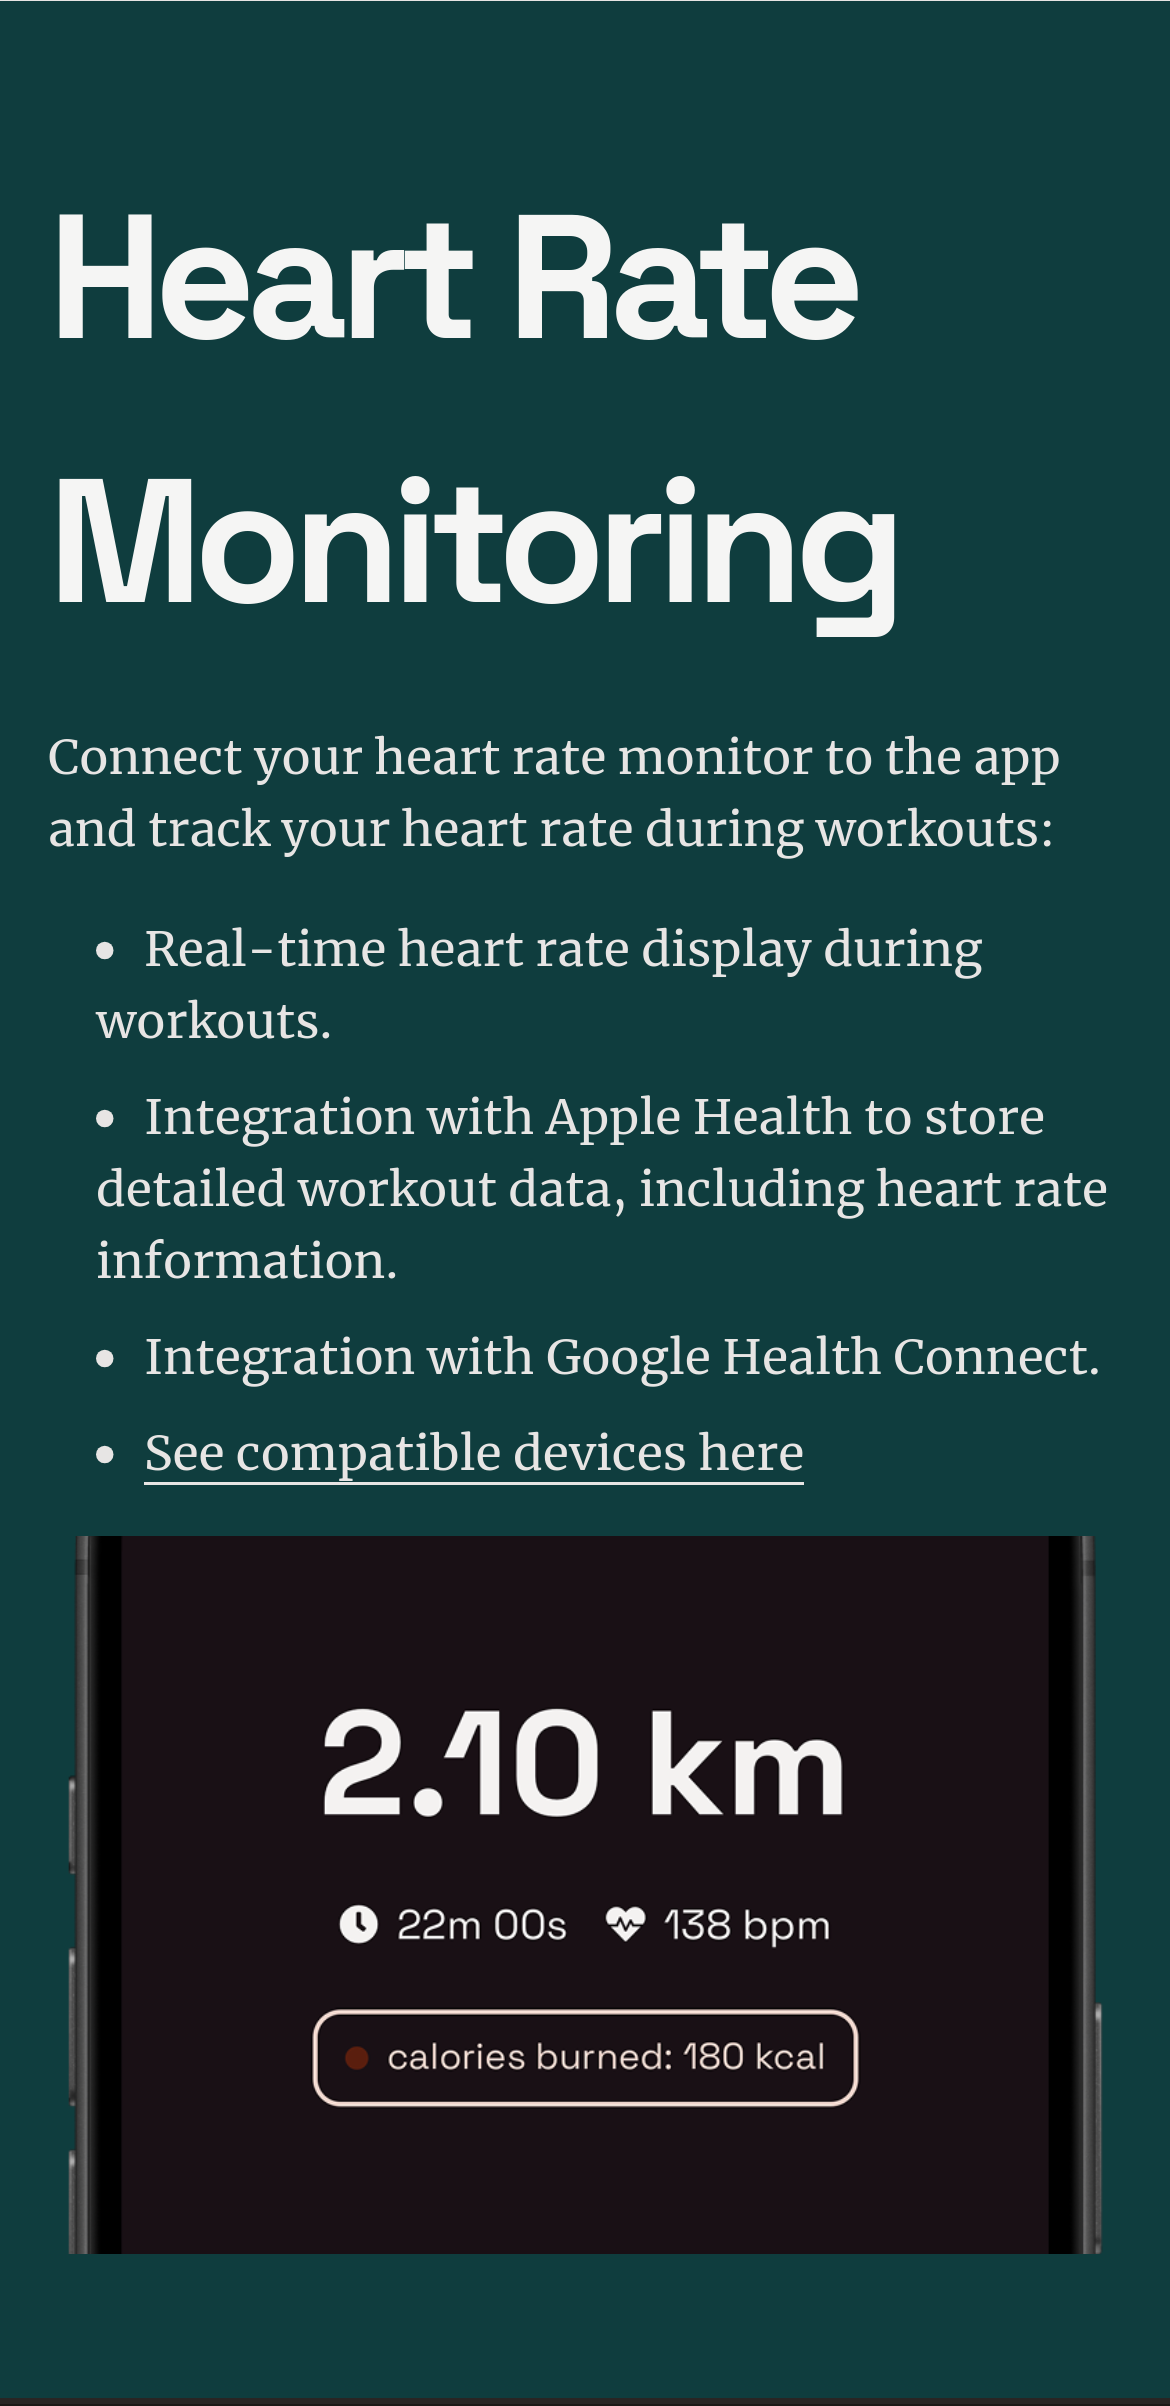 Heart Rate
Monitoring
Connect your heart rate monitor to the app
and track your heart rate during workouts:
• Real-time heart rate display during
workouts.
• Integration with Apple Health to store
detailed workout data, including heart rate
information.
• Integration with Google Health Connect.
• See compatible devices here
2.10 km
22m 00s 138 bpm
calories burned: 180 kcal